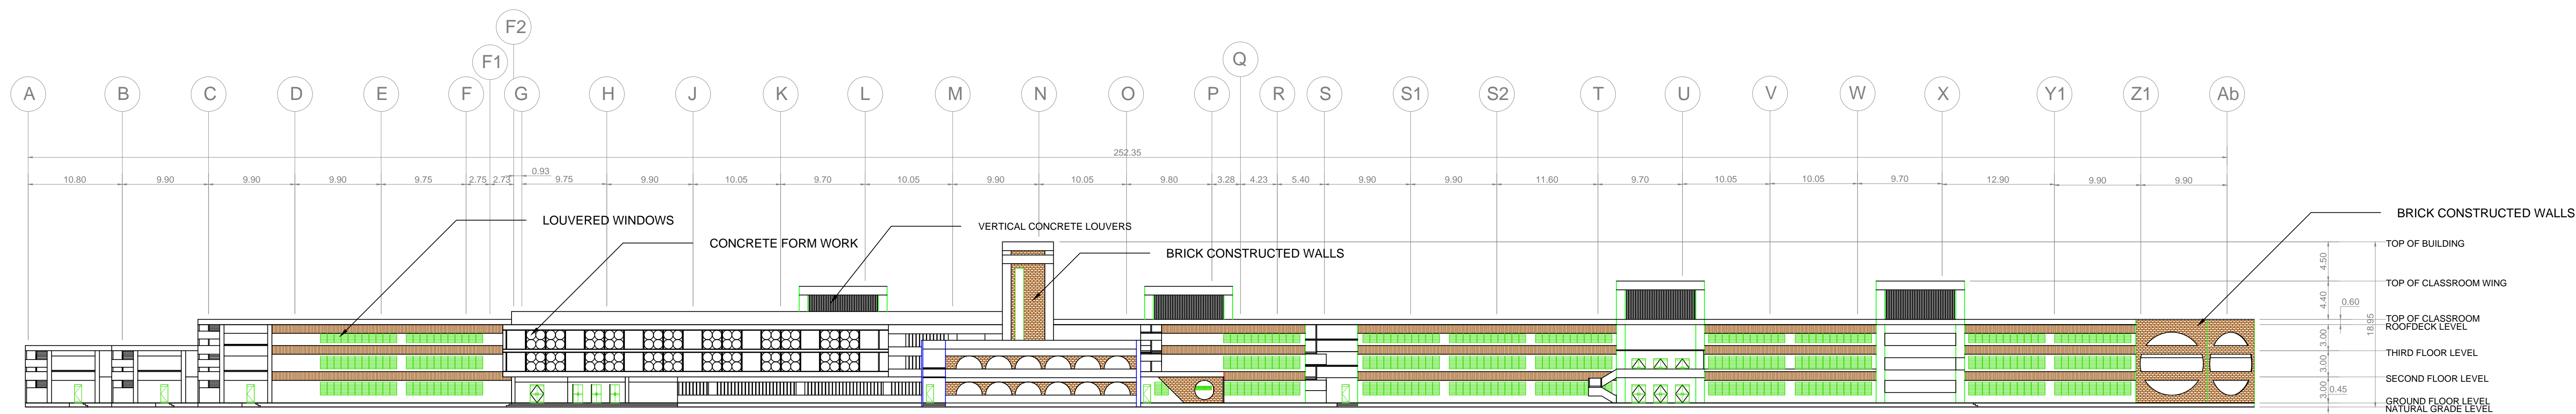 F2
F1
Q
A B C D E F G H J K L M N O P R S S1 S2 T U V W X Y1 Z1 Ab
252.35
0.93
10.80 9.90 9.90 9.90 9.75 2.75 2.73 9.75 9.90 10.05 9.70 10.05 9.90 10.05 9.80 3.28 4.23 5.40 9.90 9.90 11.60 9.70 10.05 10.05 9.70 12.90 9.90 9.90
LOUVERED WINDOWS
CONCRETE FORM WORK
VERTICAL CONCRETE LOUVERS
BRICK CONSTRUCTED WALLS
BRICK CONSTRUCTED WALLS
TOP OF BUILDING
4.50
TOP OF CLASSROOM WING
4.40
0.60
18.95
TOP OF CLASSROOM
ROOFDECK LEVEL
3.00
THIRD FLOOR LEVEL
3.00
SECOND FLOOR LEVEL
3.00
0.45
GROUND FLOOR LEVEL
NATURAL GRADE LEVEL